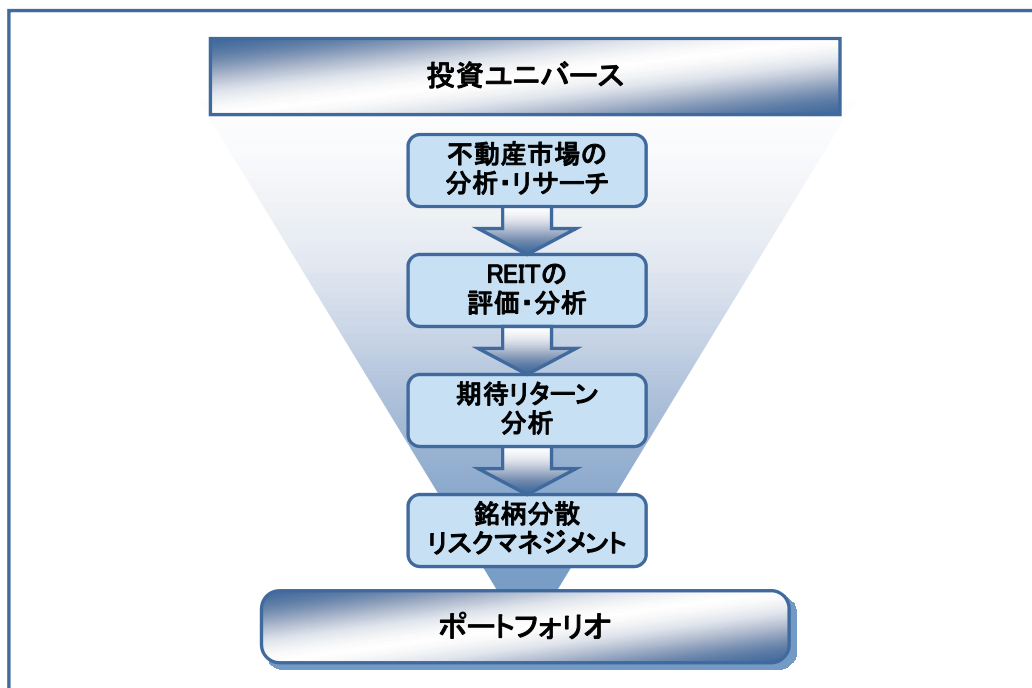 投資ユニバース
不動産市場の
分析・リサーチ
REITの
評価・分析
期待リターン
分析
銘柄分散
リスクマネジメント
ポートフォリオ